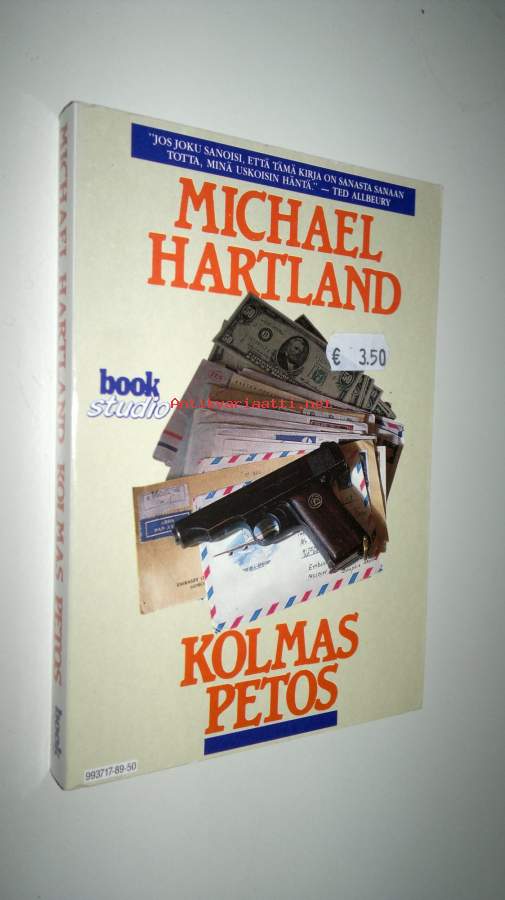 "JOS JOKU SANOISI, ETTÄ TÄMÄ KIRJA ON SANASTA SANAAN
TOTTA, MINÄ USKOISIN HÄNTÄ." — TED ALLBEURY
MICHAEL
HARTLAND
€ 3.50
book
studio
Antikvariaatti.net
KOLMAS
PETOS
993717-89-50
MICHAEL HARTLAND KOLMAS PETOS book